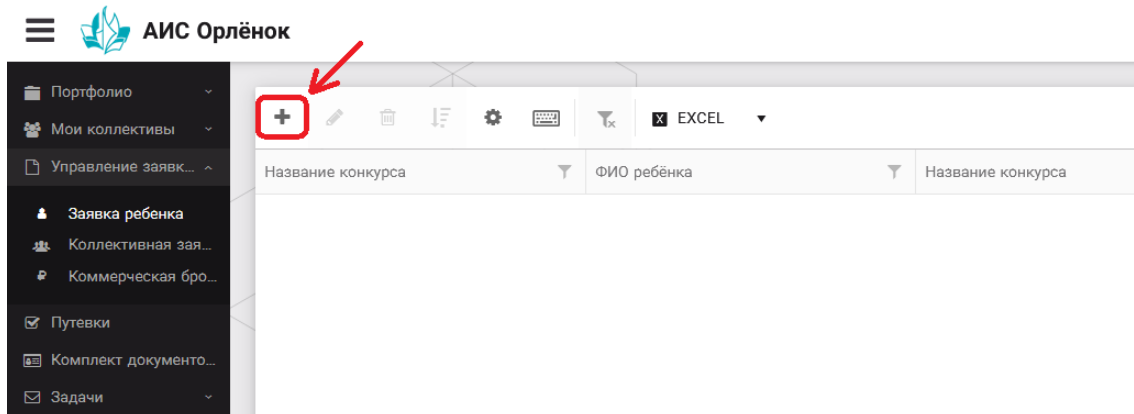 АИС Орлёнок
Портфолио
Мои коллективы
Управление заявк...
Заявка ребенка
Коллективная зая...
Коммерческая бро...
Путевки
Комплект документо...
Задачи
EXCEL
Название конкурса ФИО ребёнка Название конкурса